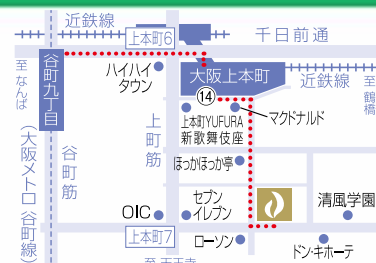 近鉄線
上本町6
千日前通
至 なんば
谷町九丁目
ハイハイ
タウン
大阪上本町
近鉄線
至 鶴橋
⑭
上本町YUFURA
新歌舞伎座
マクドナルド
上町筋
谷町筋
(大阪メトロ 谷町線)
ほっかほっか亭
OIC
セブン
イレブン
清風学園
上本町7
ローソン
ドン・キホーテ
至 天王寺